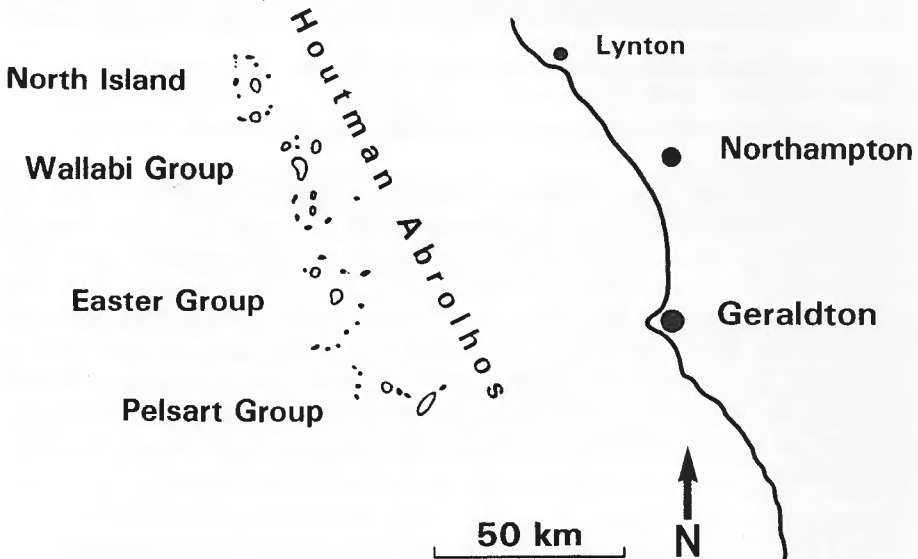 Houtman Abrolhos
Lynton
North Island
Northampton
Wallabi Group
Easter Group
Geraldton
Pelsart Group
50 km
N